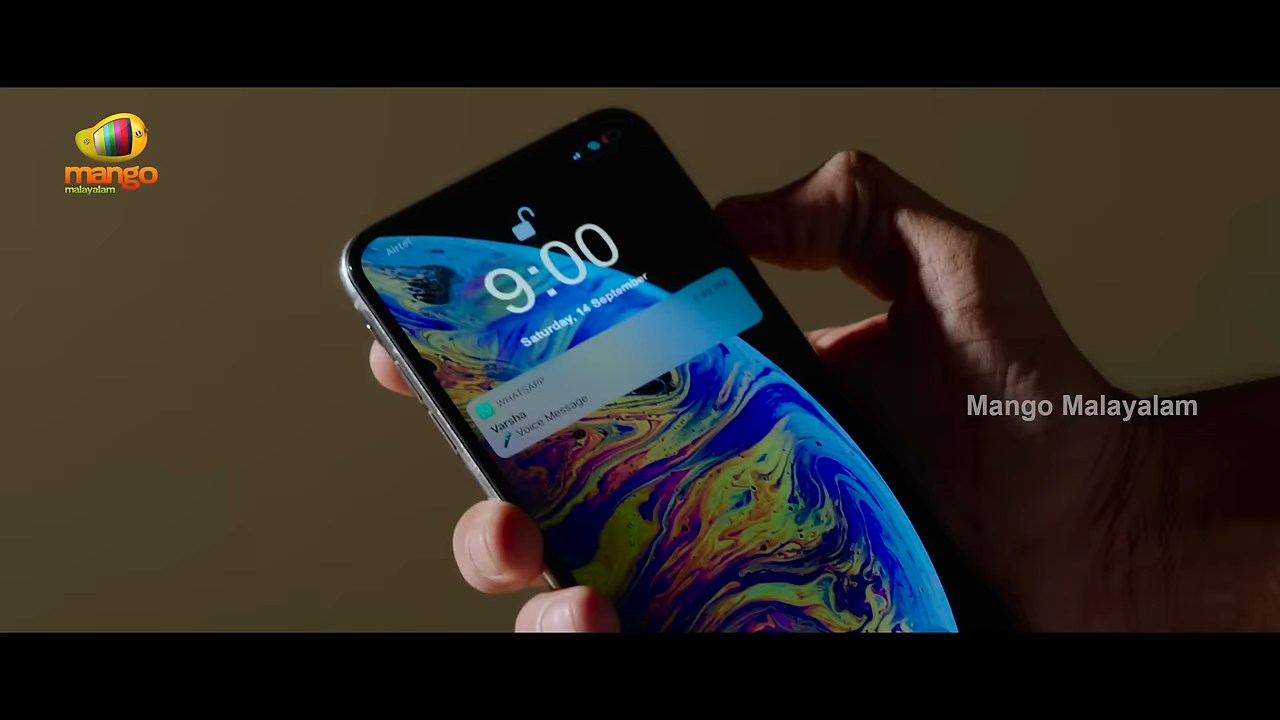 mango
malayalam
Airtel
9:00
Saturday, 14 September
WHATSAPP
Varsha
Voice Message
Mango Malayalam